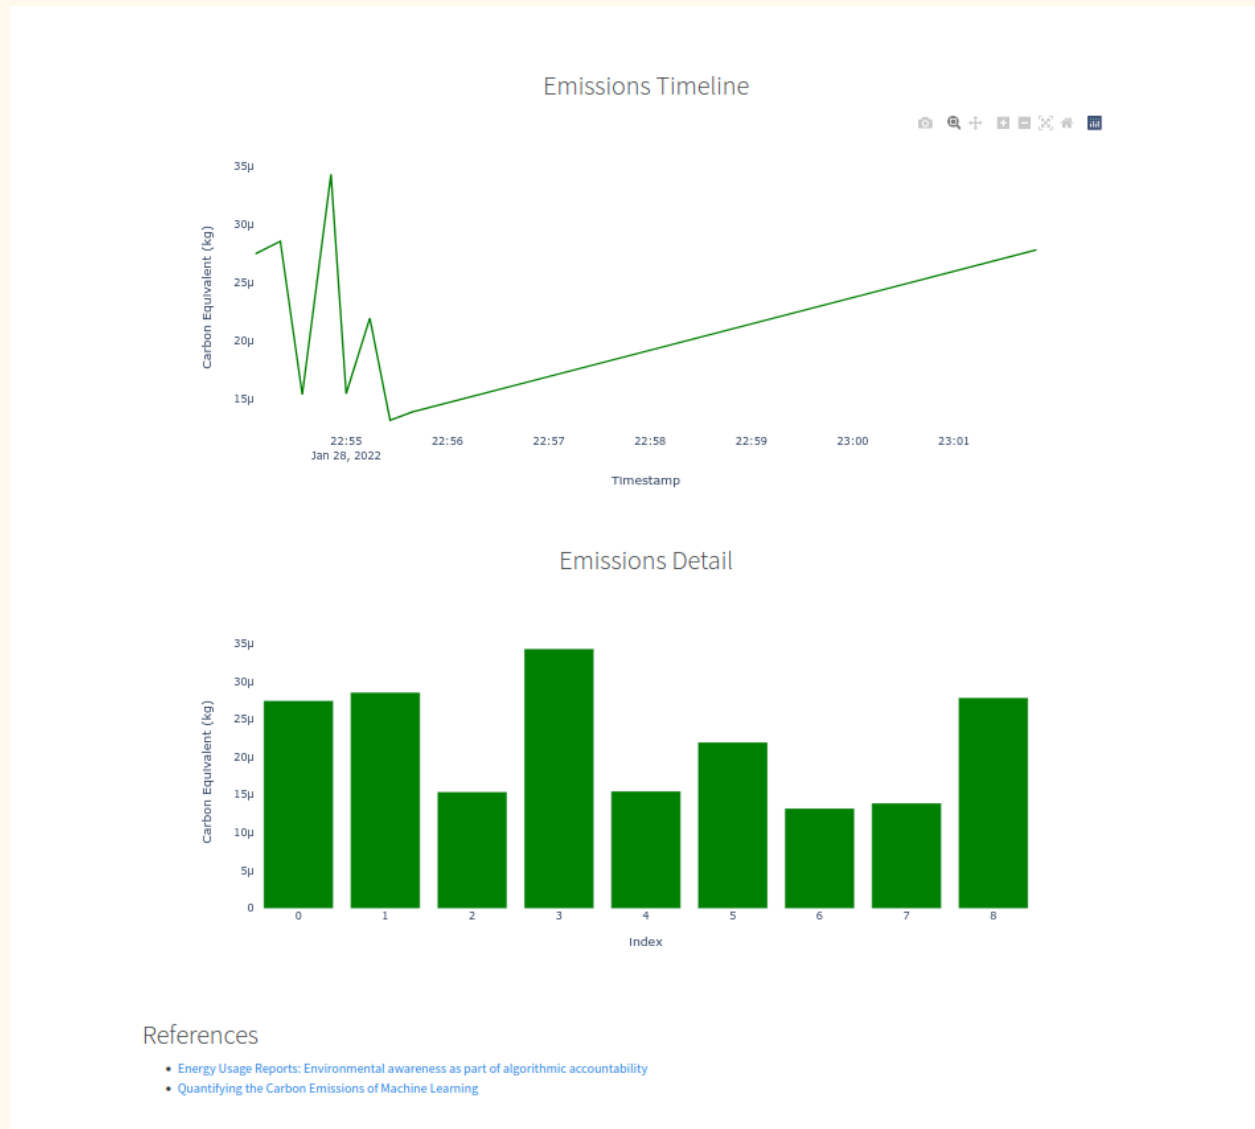 Emissions Timeline
35µ
30µ
25µ
20µ
15µ
Carbon Equivalent (kg)
22:55
22:56
22:57
22:58
22:59
23:00
23:01
Jan 28, 2022
Timestamp
Emissions Detail
35µ
30µ
25µ
20µ
15µ
10µ
5µ
0
Carbon Equivalent (kg)
0
1
2
3
4
5
6
7
8
Index
References
Energy Usage Reports: Environmental awareness as part of algorithmic accountability
Quantifying the Carbon Emissions of Machine Learning